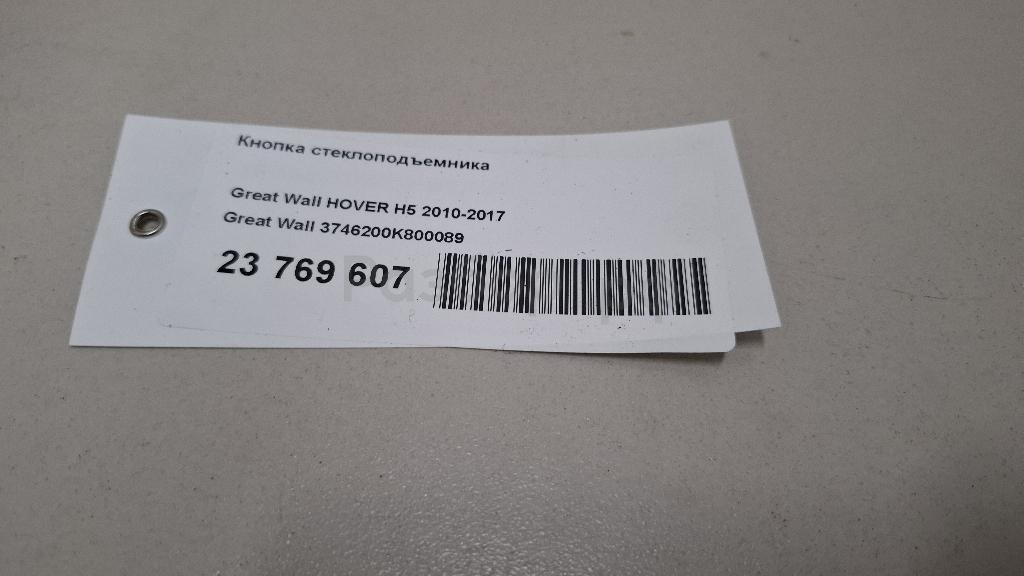 Кнопка стеклоподъемника
Great Wall HOVER H5 2010-2017
Great Wall 3746200K800089
23 769 607